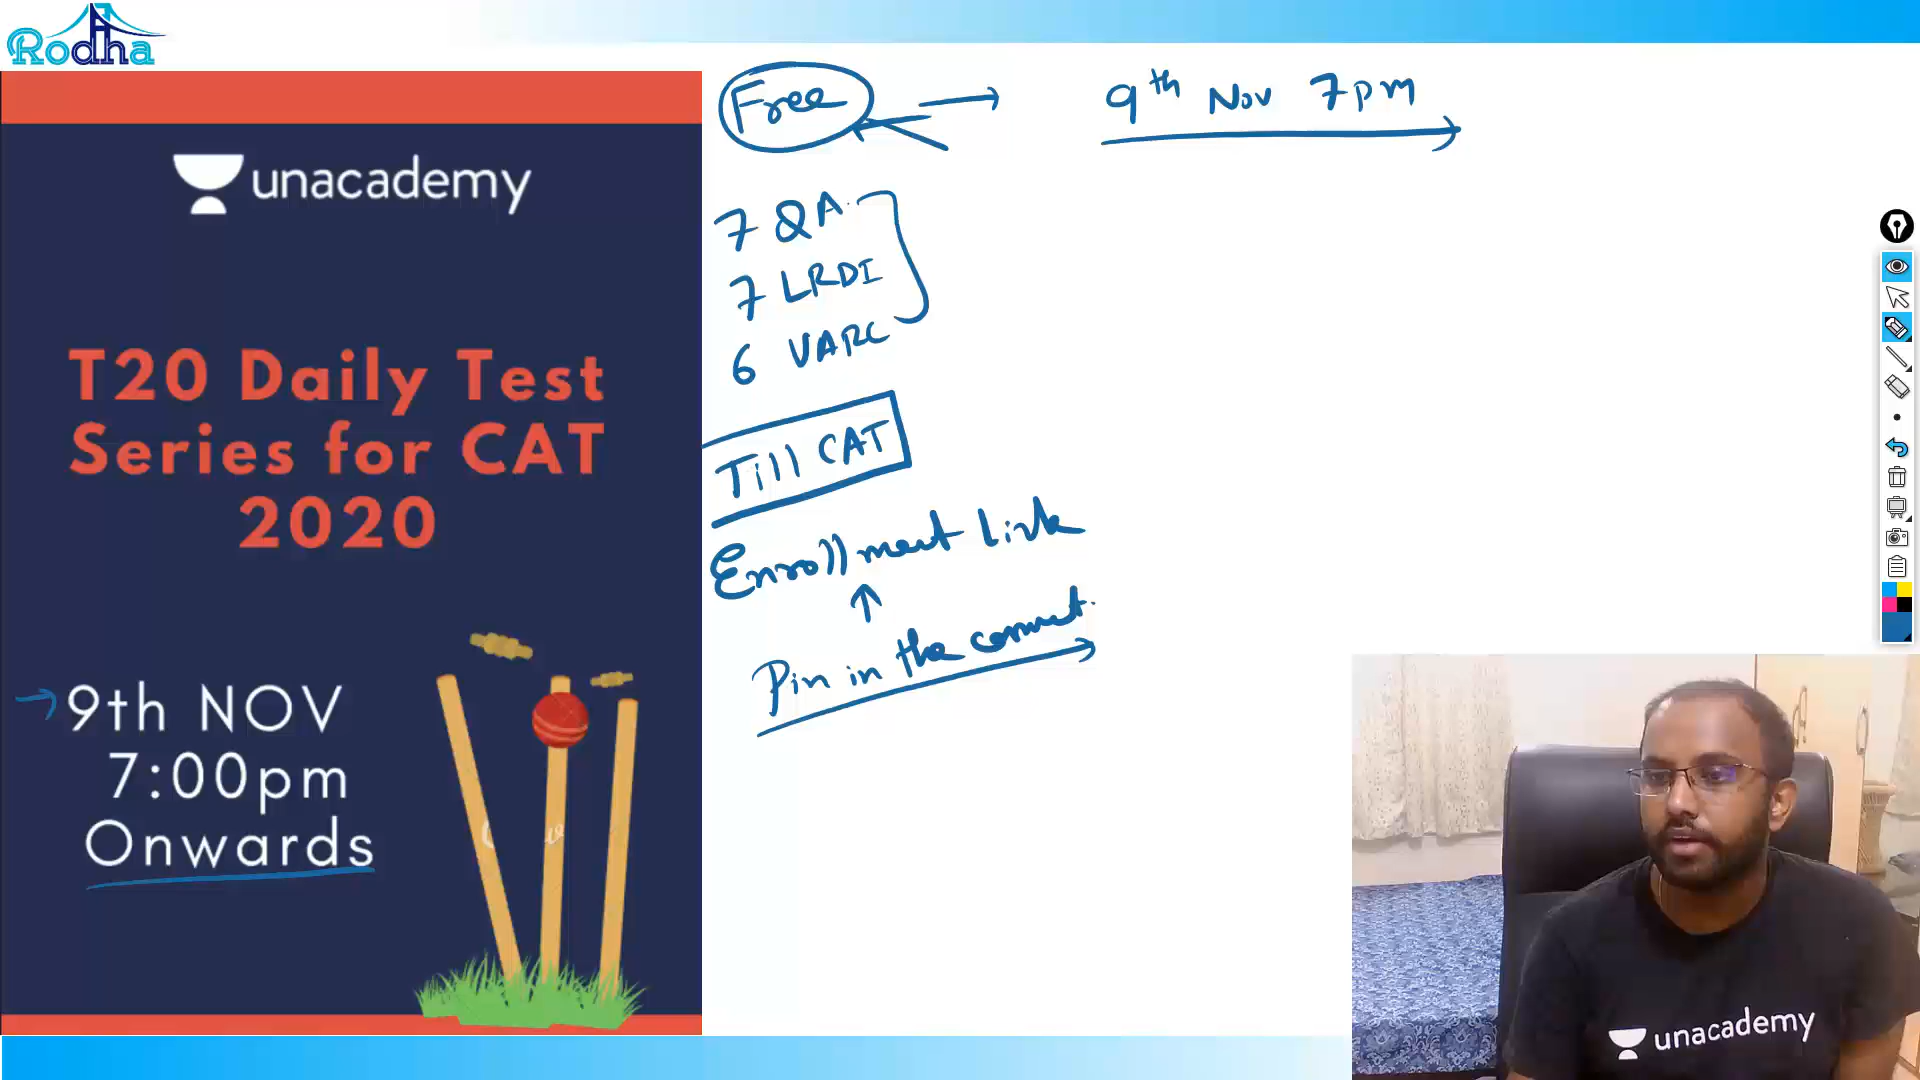 Rodha
unacademy
T20 Daily Test
Series for CAT
2020
9th NOV
7:00pm
Onwards
Free
9th Nov 7pm
7 QA
7 LRDI
6 VARC
Till CAT
Enrollment Link
Pin in the comment.
unacademy